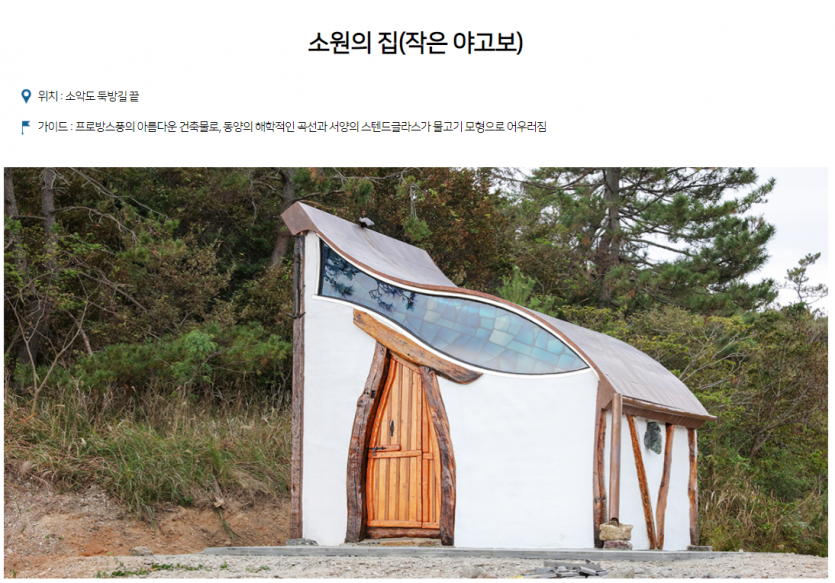 소원의 집(작은 야고보)
위치 : 소악도 둑방길 끝
가이드 : 프로방스풍의 아름다운 건축물로, 동양의 해학적인 곡선과 서양의 스텐드글라스가 물고기 모형으로 어우러짐